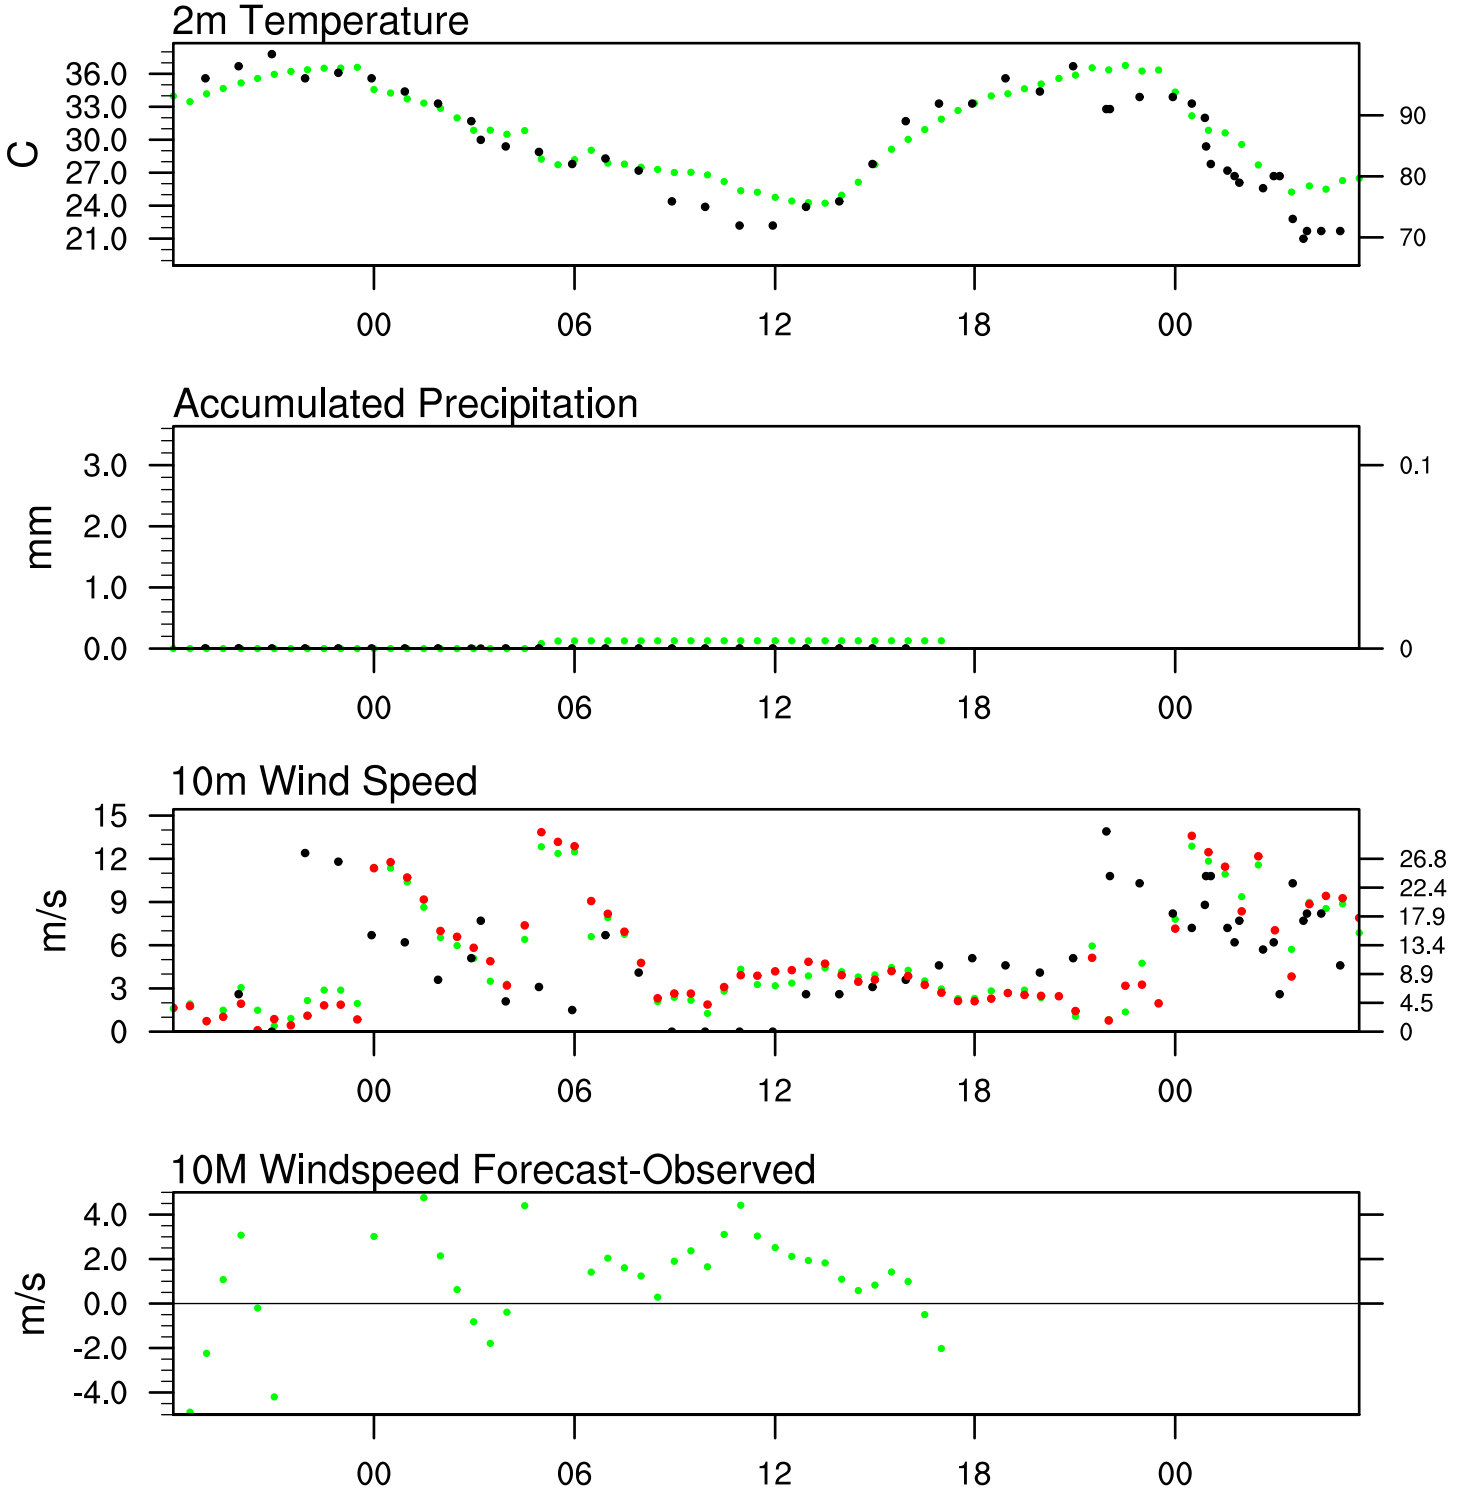 2m Temperature
C
36.0
33.0
30.0
27.0
24.0
21.0
90
80
70
00 06 12 18 00
Accumulated Precipitation
mm
3.0
2.0
1.0
0.0
0.1
0
00 06 12 18 00
10m Wind Speed
m/s
15
12
9
6
3
0
26.8
22.4
17.9
13.4
8.9
4.5
0
00 06 12 18 00
10M Windspeed Forecast-Observed
m/s
4.0
2.0
0.0
-2.0
-4.0
00 06 12 18 00